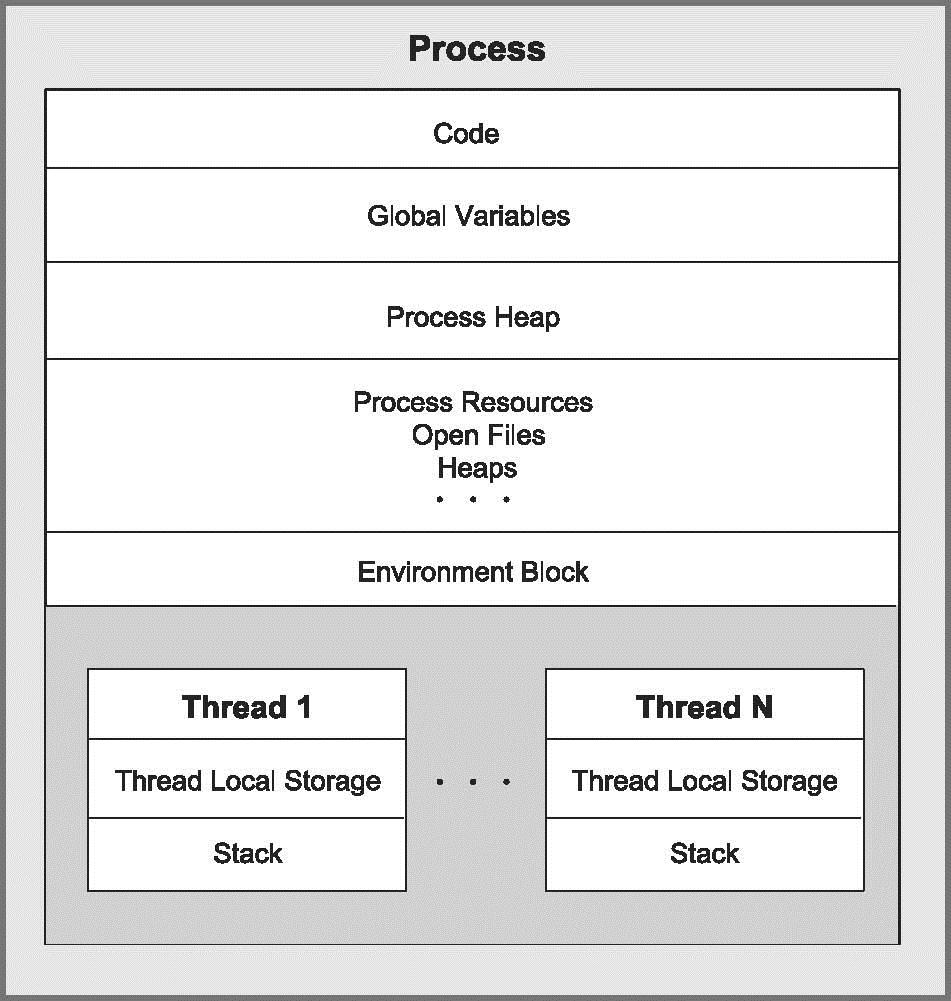 Process
Code
Global Variables
Process Heap
Process Resources
Open Files
Heaps
. . .
Environment Block
Thread 1
Thread N
Thread Local Storage
. . .
Thread Local Storage
Stack
Stack